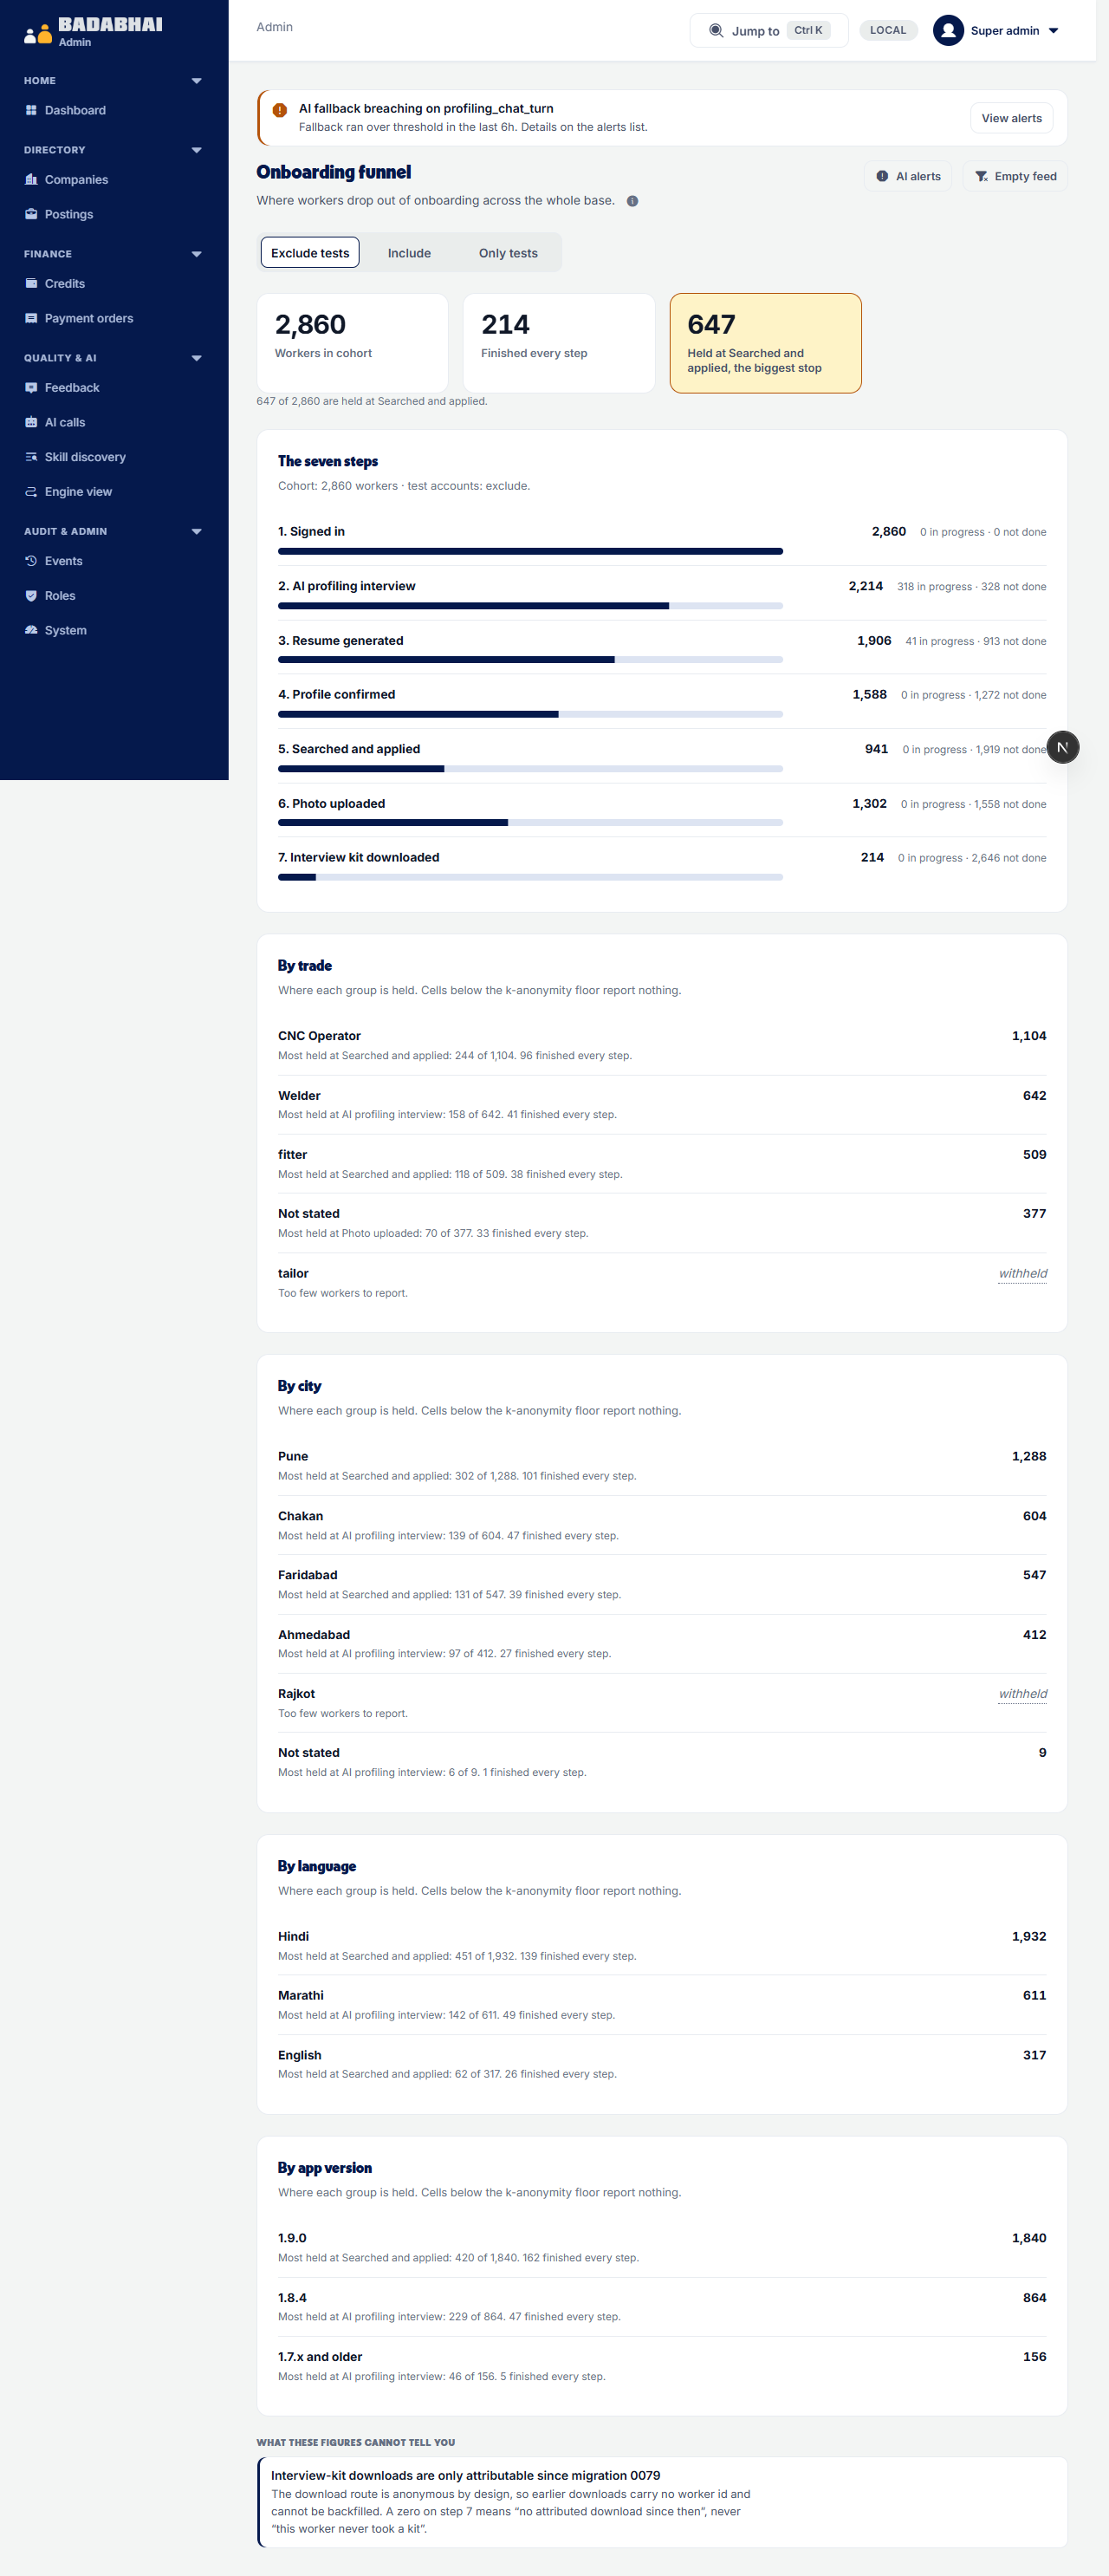 BADABHAI
Admin
HOME
Dashboard
DIRECTORY
Companies
Postings
FINANCE
Credits
Payment orders
QUALITY & AI
Feedback
AI calls
Skill discovery
Engine view
AUDIT & ADMIN
Events
Roles
System
Admin
Jump to Ctrl K
LOCAL
Super admin
AI fallback breaching on profiling_chat_turn
Fallback ran over threshold in the last 6h. Details on the alerts list.
View alerts
Onboarding funnel
Where workers drop out of onboarding across the whole base.
AI alerts
Empty feed
Exclude tests Include Only tests
2,860
Workers in cohort
214
Finished every step
647
Held at Searched and
applied, the biggest stop
647 of 2,860 are held at Searched and applied.
The seven steps
Cohort: 2,860 workers · test accounts: exclude.
1. Signed in 2,860 0 in progress · 0 not done
2. AI profiling interview 2,214 318 in progress · 328 not done
3. Resume generated 1,906 41 in progress · 913 not done
4. Profile confirmed 1,588 0 in progress · 1,272 not done
5. Searched and applied 941 0 in progress · 1,919 not done
N
6. Photo uploaded 1,302 0 in progress · 1,558 not done
7. Interview kit downloaded 214 0 in progress · 2,646 not done
By trade
Where each group is held. Cells below the k-anonymity floor report nothing.
CNC Operator 1,104
Most held at Searched and applied: 244 of 1,104. 96 finished every step.
Welder 642
Most held at AI profiling interview: 158 of 642. 41 finished every step.
fitter 509
Most held at Searched and applied: 118 of 509. 38 finished every step.
Not stated 377
Most held at Photo uploaded: 70 of 377. 33 finished every step.
tailor withheld
Too few workers to report.
By city
Where each group is held. Cells below the k-anonymity floor report nothing.
Pune 1,288
Most held at Searched and applied: 302 of 1,288. 101 finished every step.
Chakan 604
Most held at AI profiling interview: 139 of 604. 47 finished every step.
Faridabad 547
Most held at Searched and applied: 131 of 547. 39 finished every step.
Ahmedabad 412
Most held at AI profiling interview: 97 of 412. 27 finished every step.
Rajkot withheld
Too few workers to report.
Not stated 9
Most held at AI profiling interview: 6 of 9. 1 finished every step.
By language
Where each group is held. Cells below the k-anonymity floor report nothing.
Hindi 1,932
Most held at Searched and applied: 451 of 1,932. 139 finished every step.
Marathi 611
Most held at AI profiling interview: 142 of 611. 49 finished every step.
English 317
Most held at Searched and applied: 62 of 317. 26 finished every step.
By app version
Where each group is held. Cells below the k-anonymity floor report nothing.
1.9.0 1,840
Most held at Searched and applied: 420 of 1,840. 162 finished every step.
1.8.4 864
Most held at AI profiling interview: 229 of 864. 47 finished every step.
1.7.x and older 156
Most held at AI profiling interview: 46 of 156. 5 finished every step.
WHAT THESE FIGURES CANNOT TELL YOU
Interview-kit downloads are only attributable since migration 0079
The download route is anonymous by design, so earlier downloads carry no worker id and
cannot be backfilled. A zero on step 7 means “no attributed download since then”, never
“this worker never took a kit”.